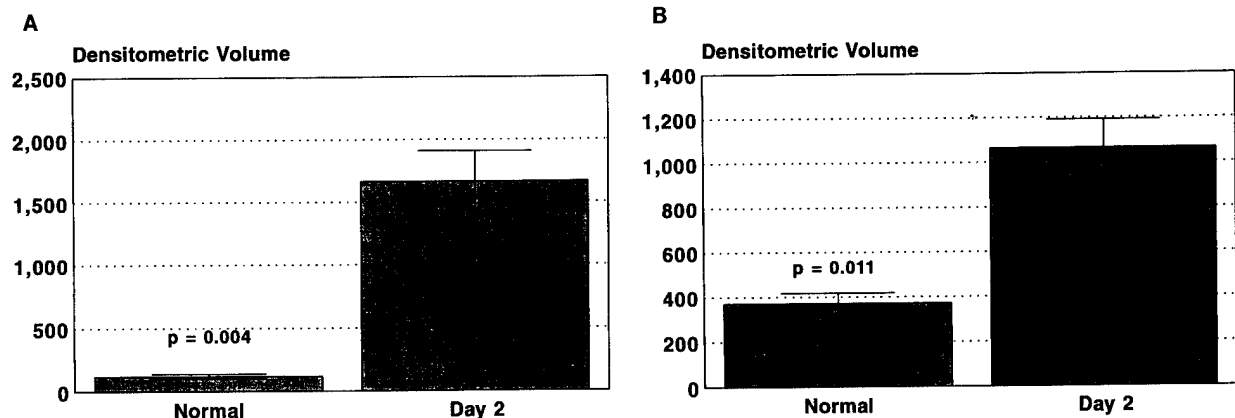 A
Densitometric Volume
2,500
2,000
1,500
1,000
500
0
p = 0.004
Normal
Day 2
B
Densitometric Volume
1,400
1,200
1,000
800
600
400
200
0
p = 0.011
Normal
Day 2